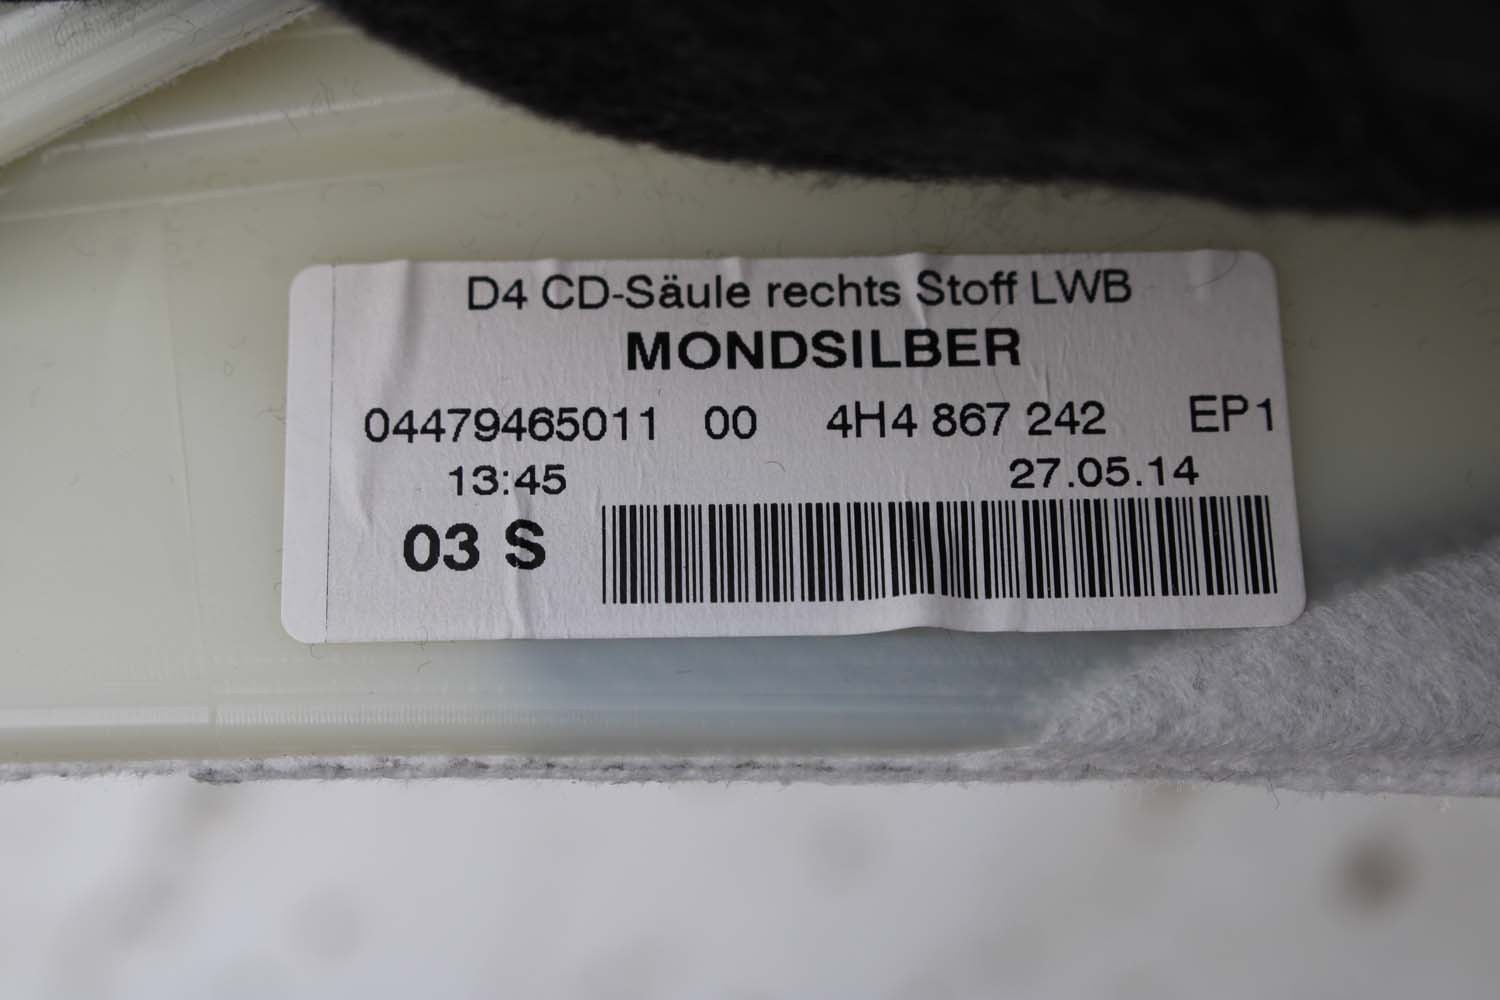 D4 CD-Säule rechts Stoff LWB
MONDSILBER
04479465011 00 4H4 867 242 EP1
13:45 27.05.14
03 S